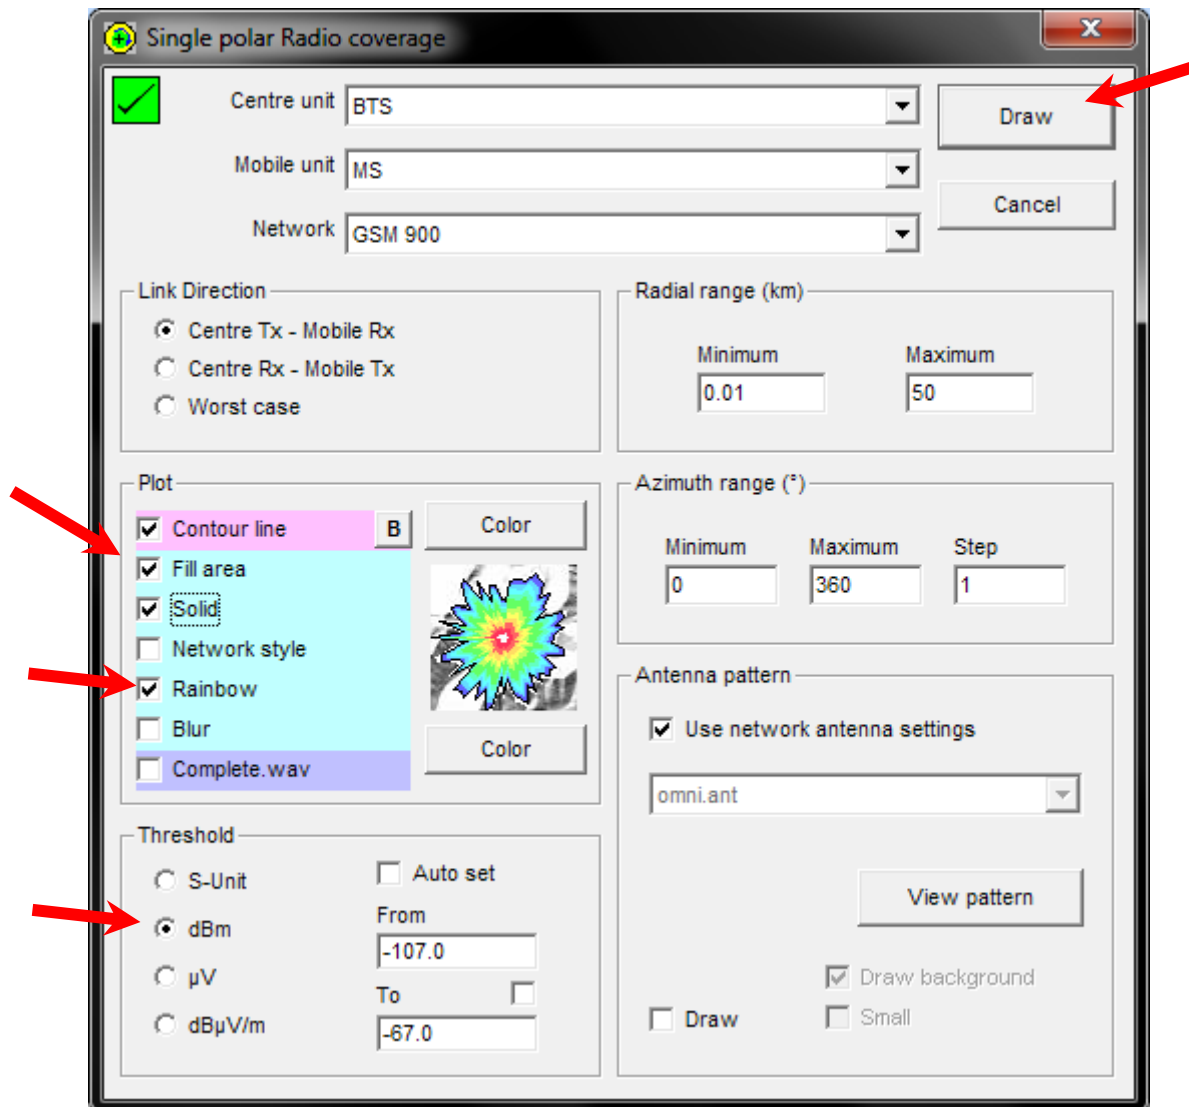 Single polar Radio coverage
Centre unit BTS
Draw
Mobile unit MS
Cancel
Network GSM 900
Link Direction
Centre Tx - Mobile Rx
Centre Rx - Mobile Tx
Worst case
Radial range (km)
Minimum Maximum
0.01 50
Plot
Contour line B Color
Fill area
Solid
Network style
Rainbow
Blur
Color
Complete.wav
Azimuth range (°)
Minimum Maximum Step
0 360 1
Antenna pattern
Use network antenna settings
omni.ant
View pattern
Draw background
Draw Small
Threshold
S-Unit Auto set
dBm From
-107.0
µV To
dBµV/m -67.0